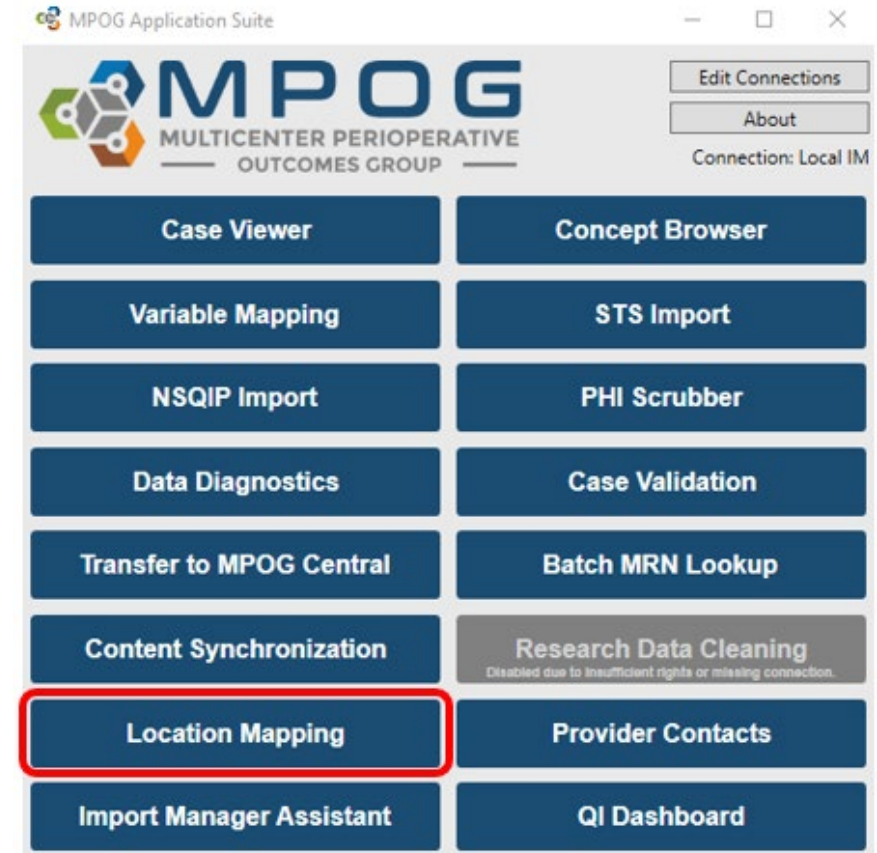 MPOG Application Suite
MPOG
MULTICENTER PERIOPERATIVE
OUTCOMES GROUP
Edit Connections
About
Connection: Local IM
Case Viewer
Concept Browser
Variable Mapping
STS Import
NSQIP Import
PHI Scrubber
Data Diagnostics
Case Validation
Transfer to MPOG Central
Batch MRN Lookup
Content Synchronization
Research Data Cleaning
Disabled due to insufficient rights or missing connection.
Location Mapping
Provider Contacts
Import Manager Assistant
QI Dashboard